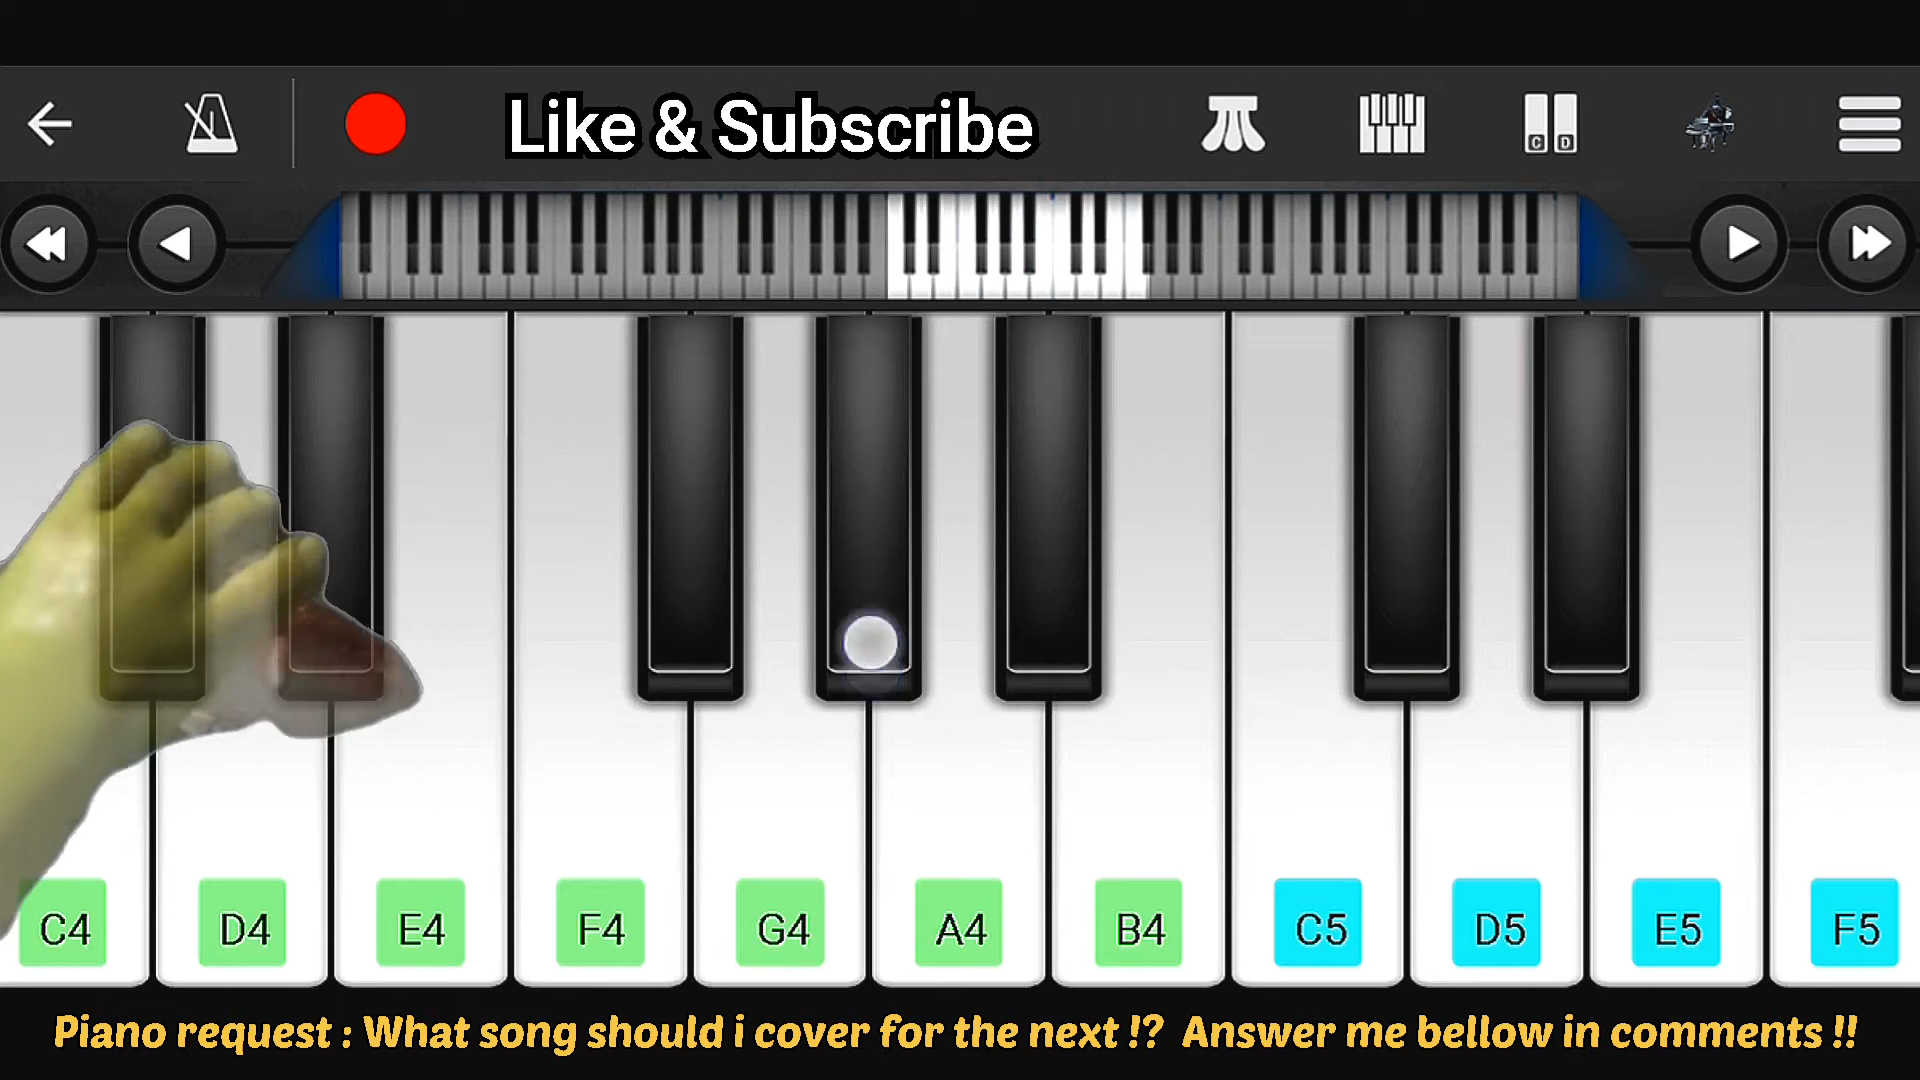 Like & Subscribe
C D
C4 D4 E4 F4 G4 A4 B4 C5 D5 E5 F5
Piano request : What song should i cover for the next !? Answer me bellow in comments !!